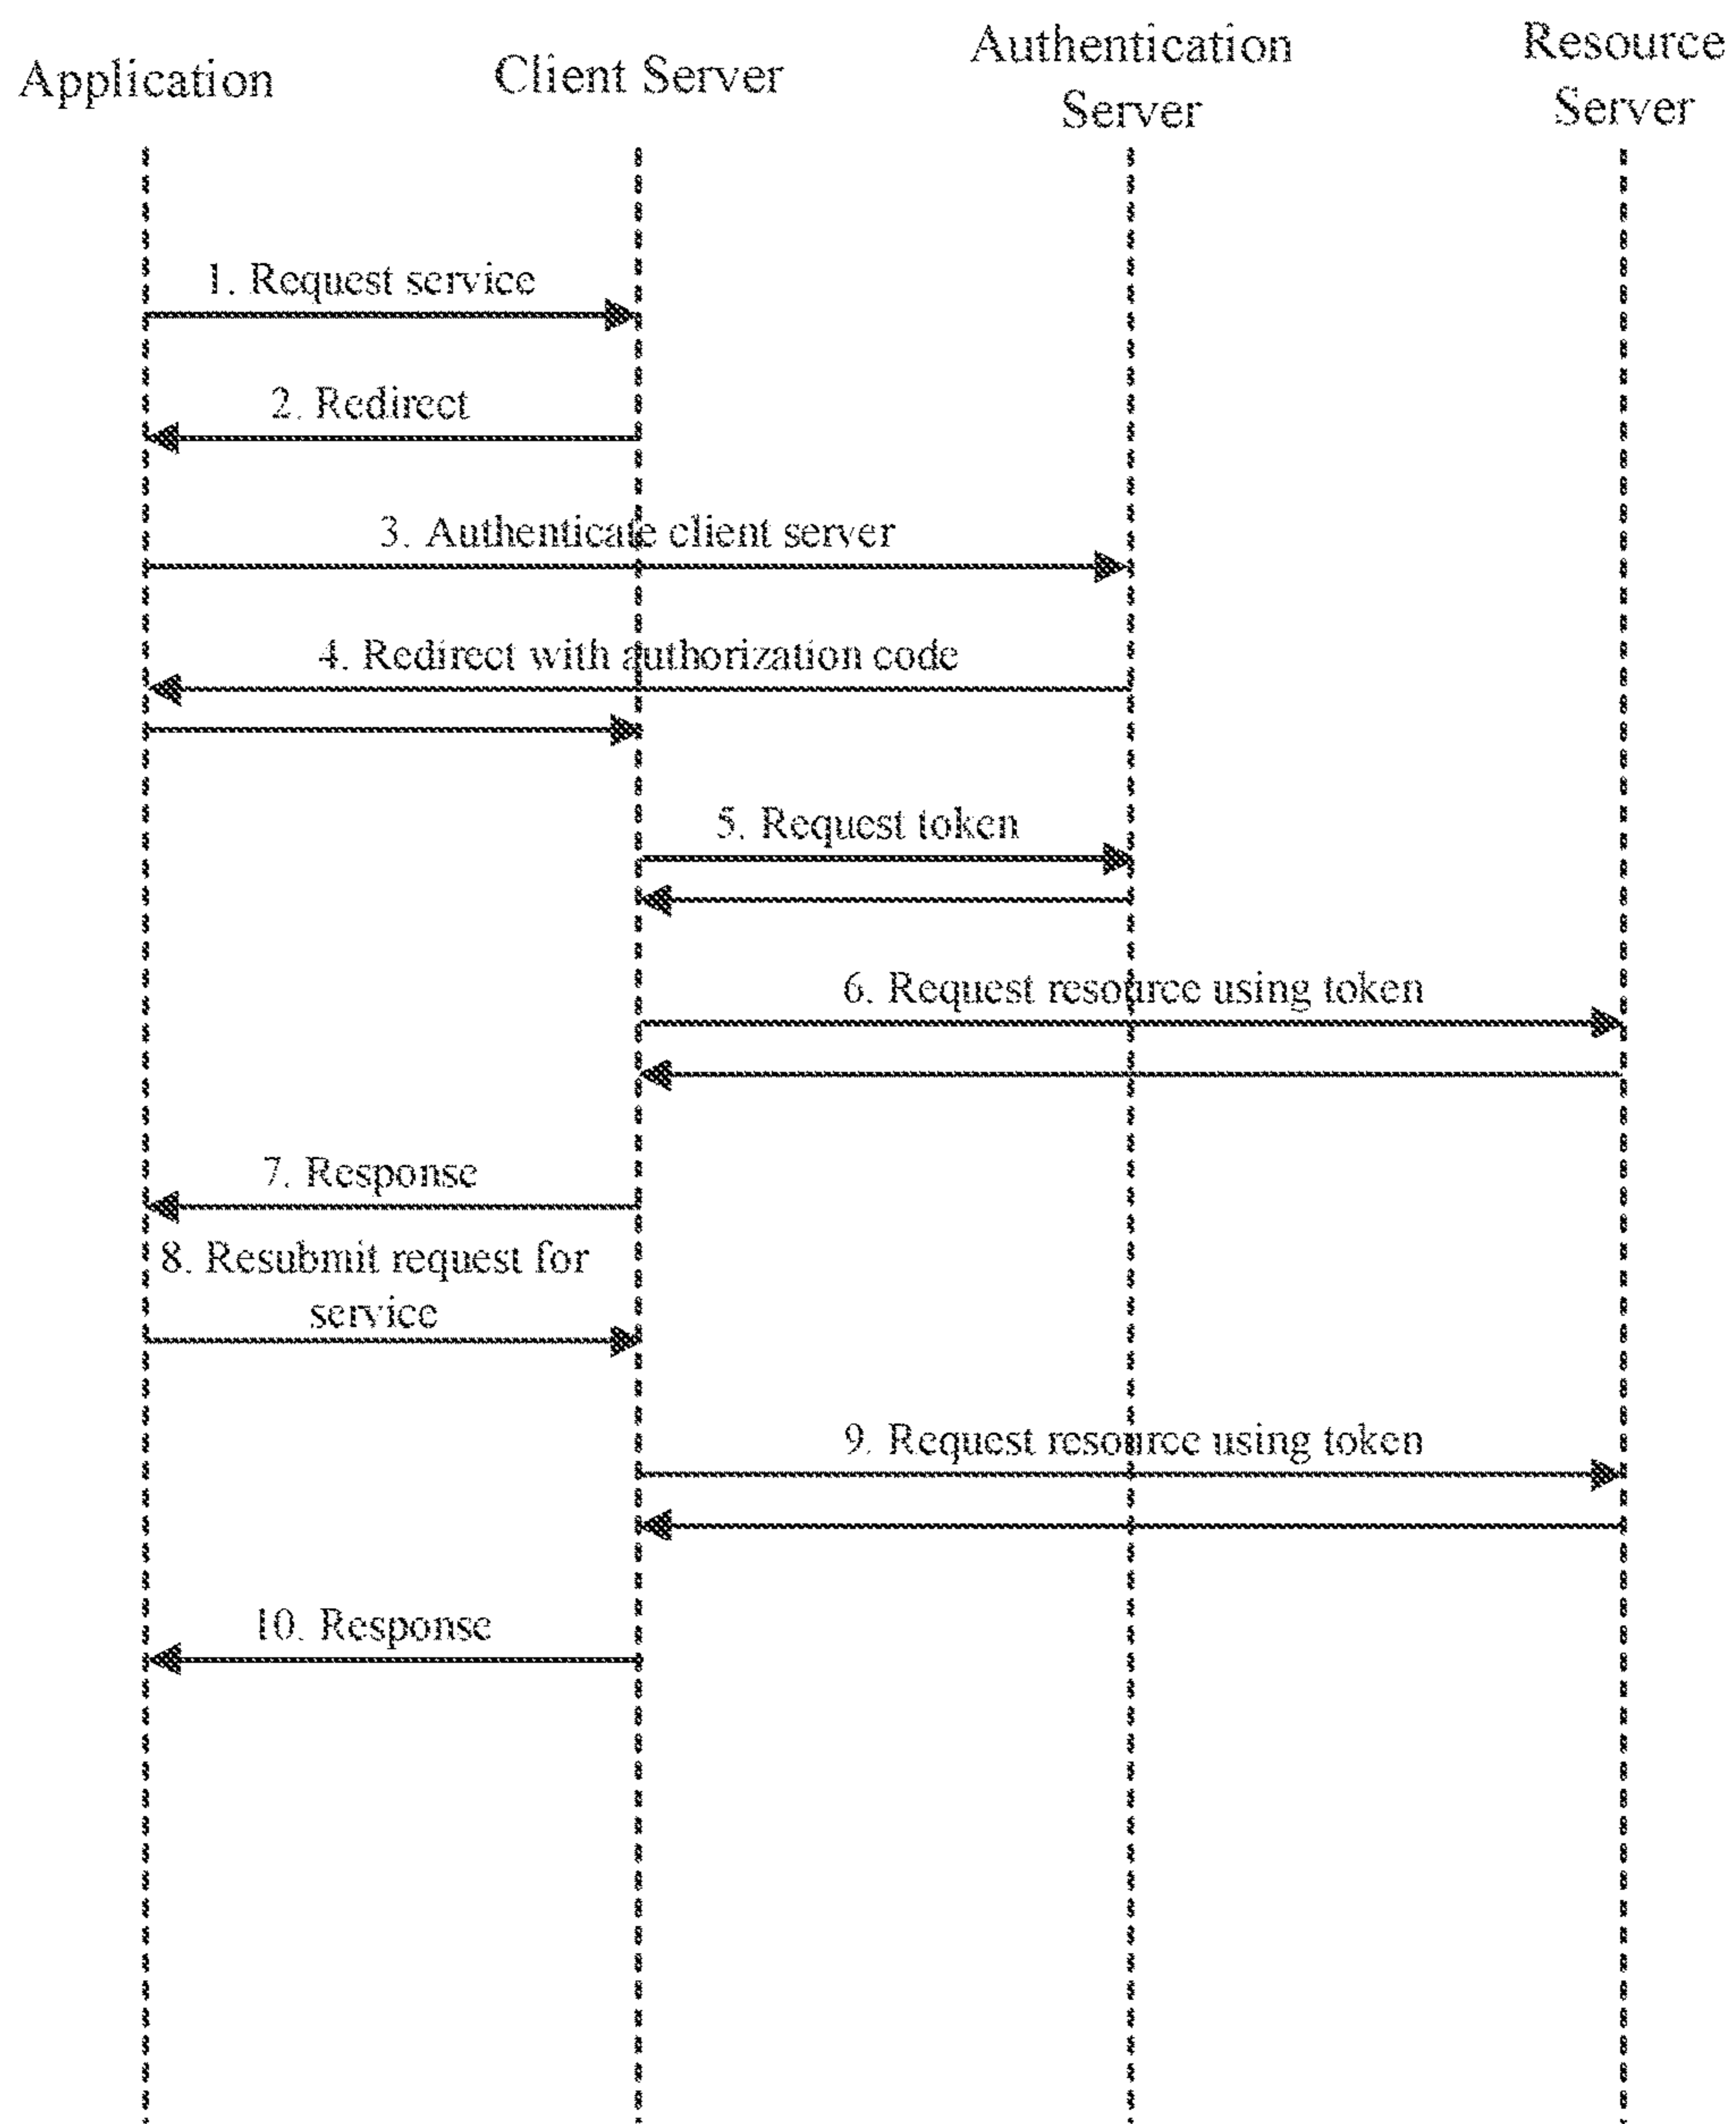 Application
Client Server
Authentication
Server
Resource
Server
1. Request service
2. Redirect
3. Authenticate client server
4. Redirect with authorization code
5. Request token
6. Request resource using token
7. Response
8. Resubmit request for
service
9. Request resource using token
10. Response